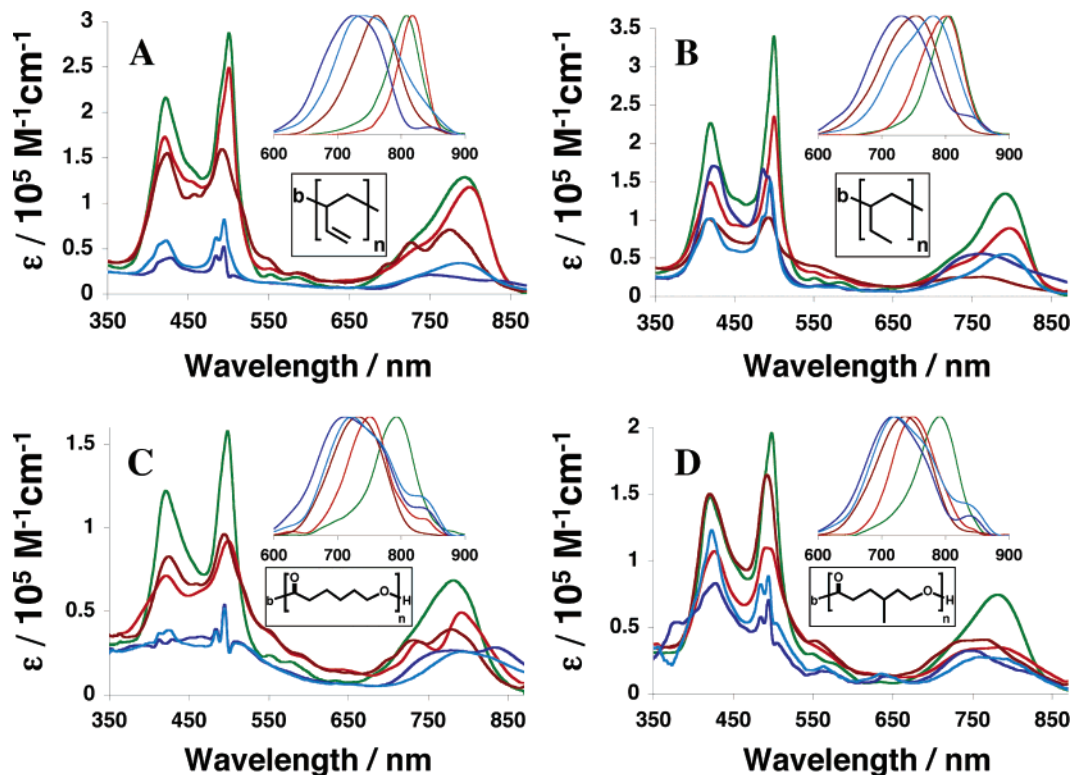 A
ε / 10⁵ M⁻¹cm⁻¹
3
2.5
2
1.5
1
0.5
0
350 450 550 650 750 850
Wavelength / nm
600 700 800 900
b
n
B
ε / 10⁵ M⁻¹cm⁻¹
3.5
3
2.5
2
1.5
1
0.5
0
350 450 550 650 750 850
Wavelength / nm
600 700 800 900
b
n
C
ε / 10⁵ M⁻¹cm⁻¹
1.5
1
0.5
0
350 450 550 650 750 850
Wavelength / nm
600 700 800 900
O
b O H
n
D
ε / 10⁵ M⁻¹cm⁻¹
2
1.5
1
0.5
0
350 450 550 650 750 850
Wavelength / nm
600 700 800 900
O
b O H
n